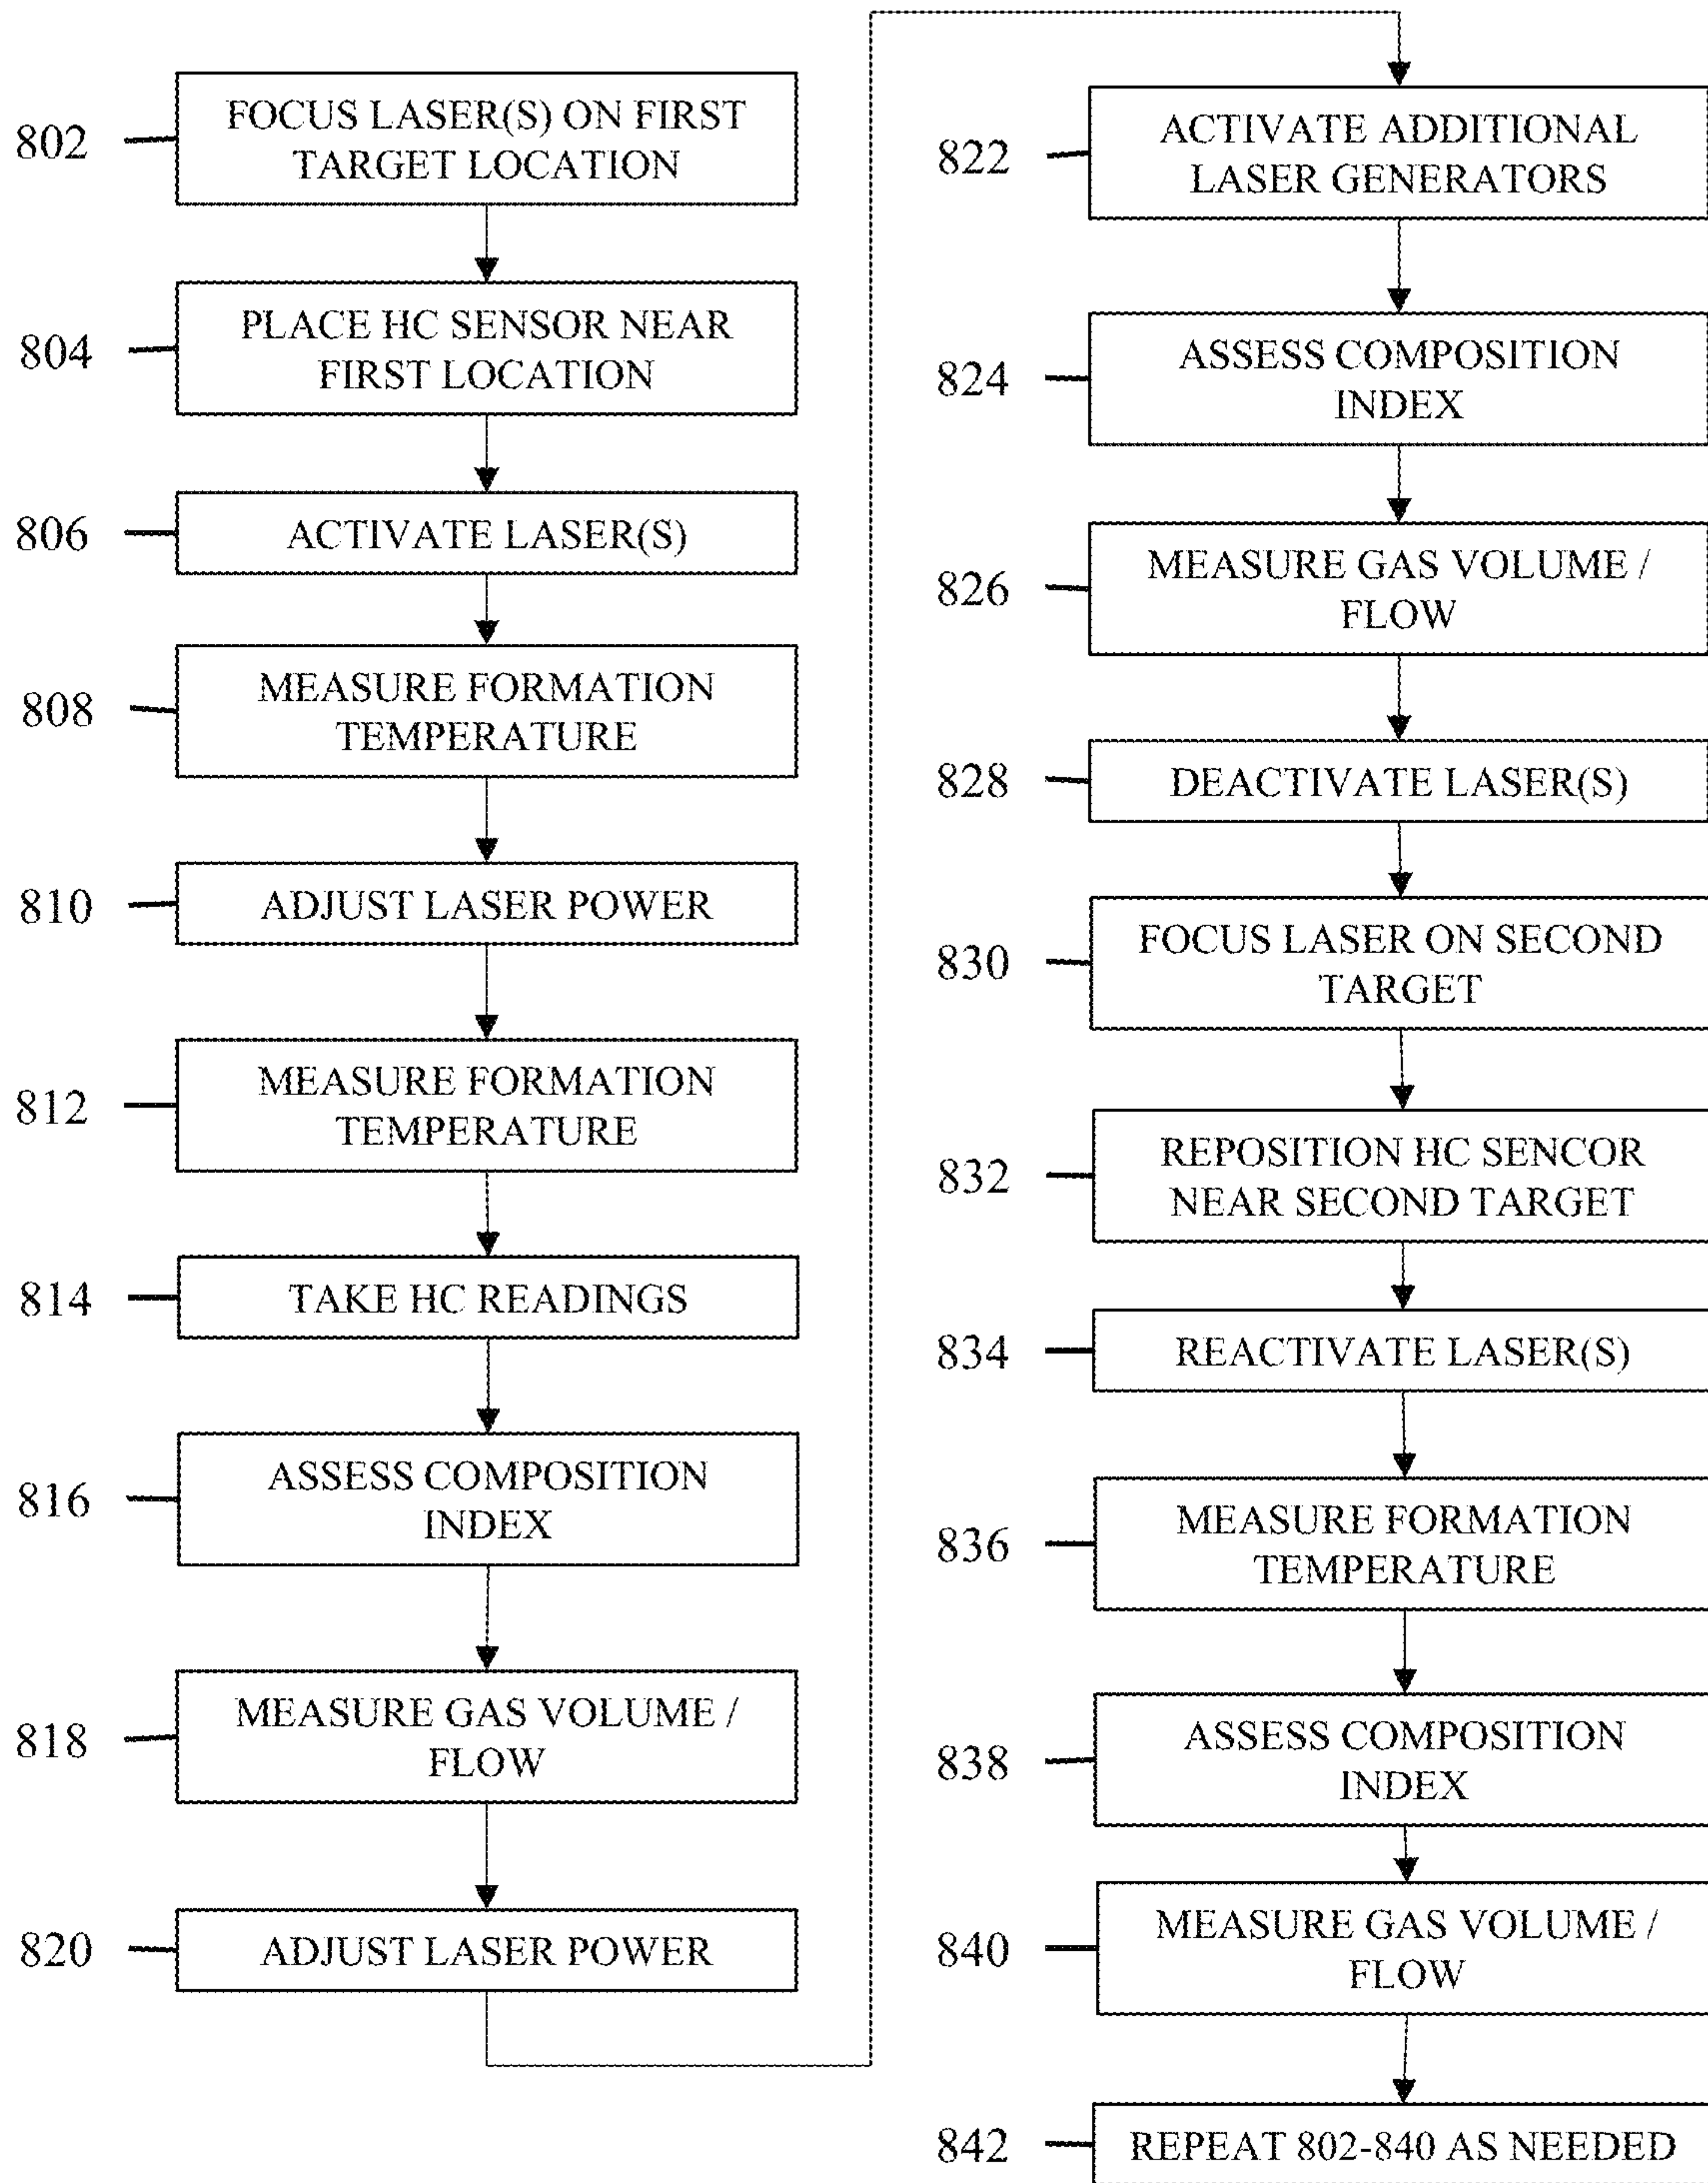 802
FOCUS LASER(S) ON FIRST
TARGET LOCATION
804
PLACE HC SENSOR NEAR
FIRST LOCATION
806
ACTIVATE LASER(S)
808
MEASURE FORMATION
TEMPERATURE
810
ADJUST LASER POWER
812
MEASURE FORMATION
TEMPERATURE
814
TAKE HC READINGS
816
ASSESS COMPOSITION
INDEX
818
MEASURE GAS VOLUME /
FLOW
820
ADJUST LASER POWER
822
ACTIVATE ADDITIONAL
LASER GENERATORS
824
ASSESS COMPOSITION
INDEX
826
MEASURE GAS VOLUME /
FLOW
828
DEACTIVATE LASER(S)
830
FOCUS LASER ON SECOND
TARGET
832
REPOSITION HC SENCOR
NEAR SECOND TARGET
834
REACTIVATE LASER(S)
836
MEASURE FORMATION
TEMPERATURE
838
ASSESS COMPOSITION
INDEX
840
MEASURE GAS VOLUME /
FLOW
842
REPEAT 802-840 AS NEEDED